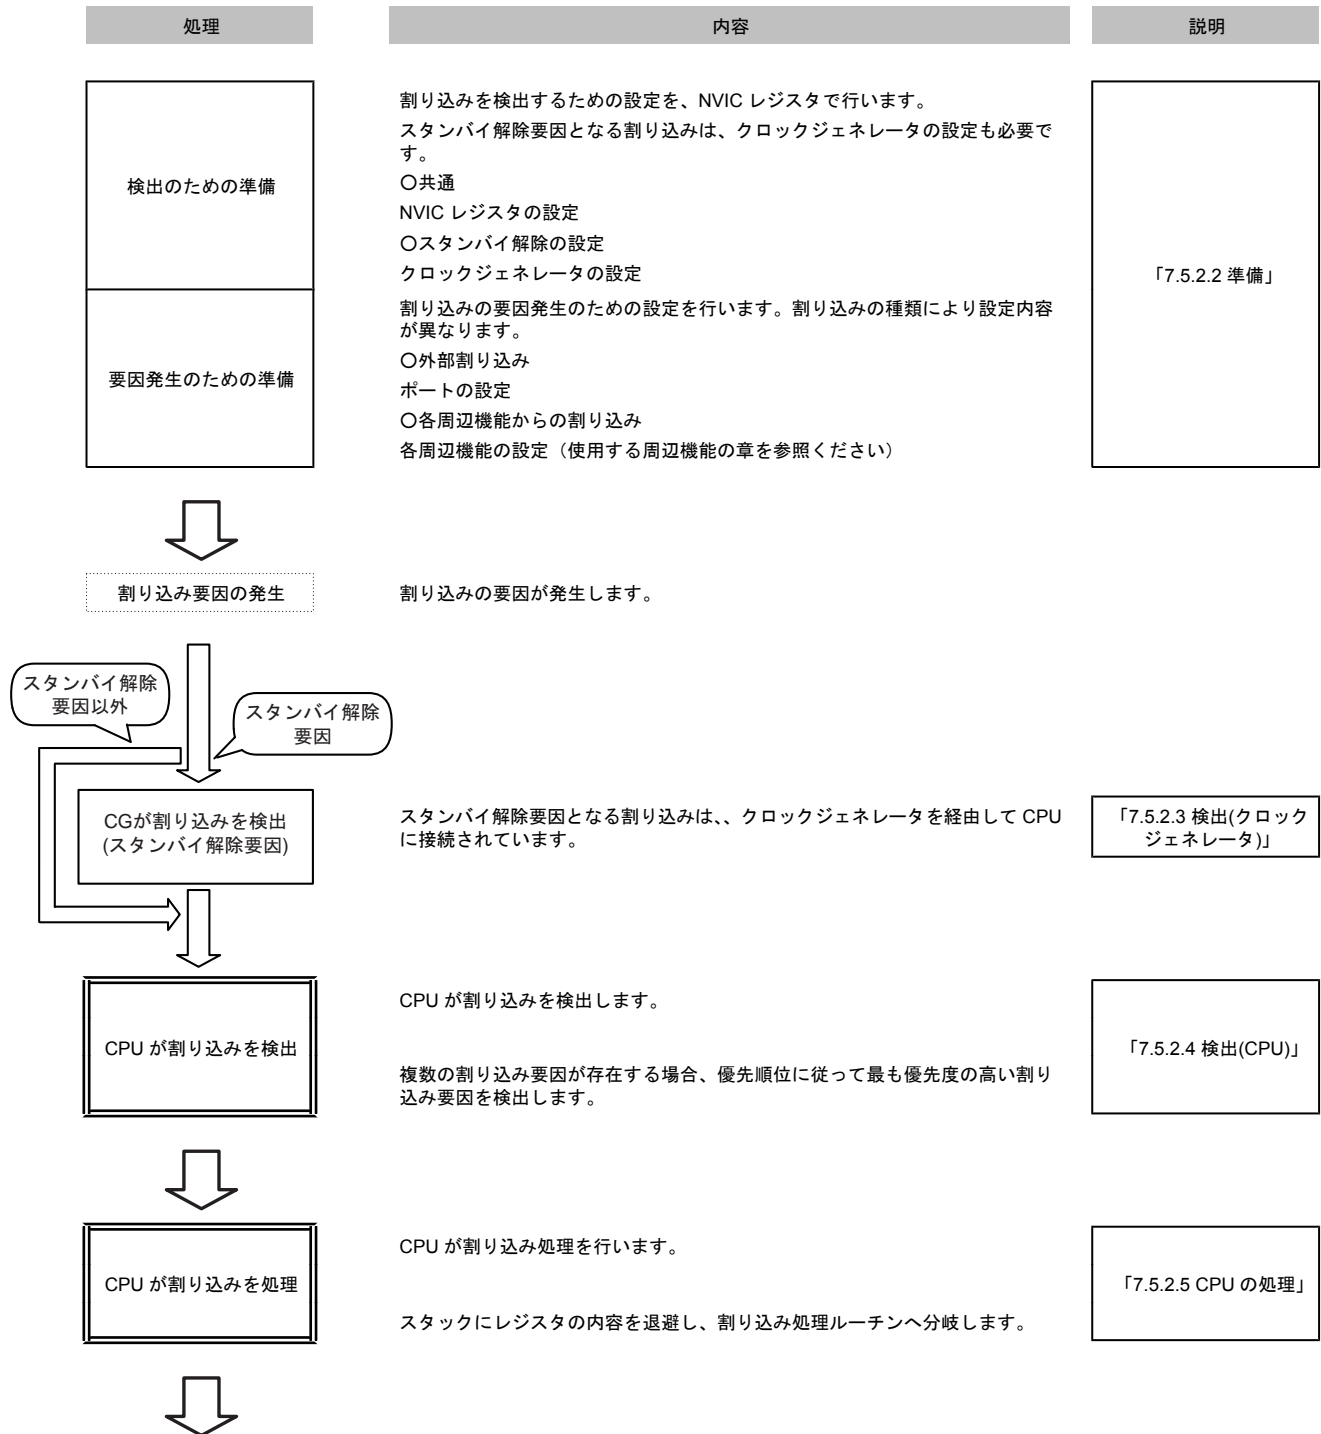 処理
内容
説明
検出のための準備
割り込みを検出するための設定を、NVIC レジスタで行います。
スタンバイ解除要因となる割り込みは、クロックジェネレータの設定も必要で
す。
〇共通
NVIC レジスタの設定
〇スタンバイ解除の設定
クロックジェネレータの設定
「7.5.2.2 準備」
要因発生のための準備
割り込みの要因発生のための設定を行います。割り込みの種類により設定内容
が異なります。
〇外部割り込み
ポートの設定
〇各周辺機能からの割り込み
各周辺機能の設定（使用する周辺機能の章を参照ください）
割り込み要因の発生
割り込みの要因が発生します。
スタンバイ解除
要因以外
スタンバイ解除
要因
CGが割り込みを検出
(スタンバイ解除要因)
スタンバイ解除要因となる割り込みは、、クロックジェネレータを経由して CPU
に接続されています。
「7.5.2.3 検出(クロック
ジェネレータ)」
CPU が割り込みを検出
CPU が割り込みを検出します。
複数の割り込み要因が存在する場合、優先順位に従って最も優先度の高い割り
込み要因を検出します。
「7.5.2.4 検出(CPU)」
CPU が割り込みを処理
CPU が割り込み処理を行います。
スタックにレジスタの内容を退避し、割り込み処理ルーチンへ分岐します。
「7.5.2.5 CPU の処理」